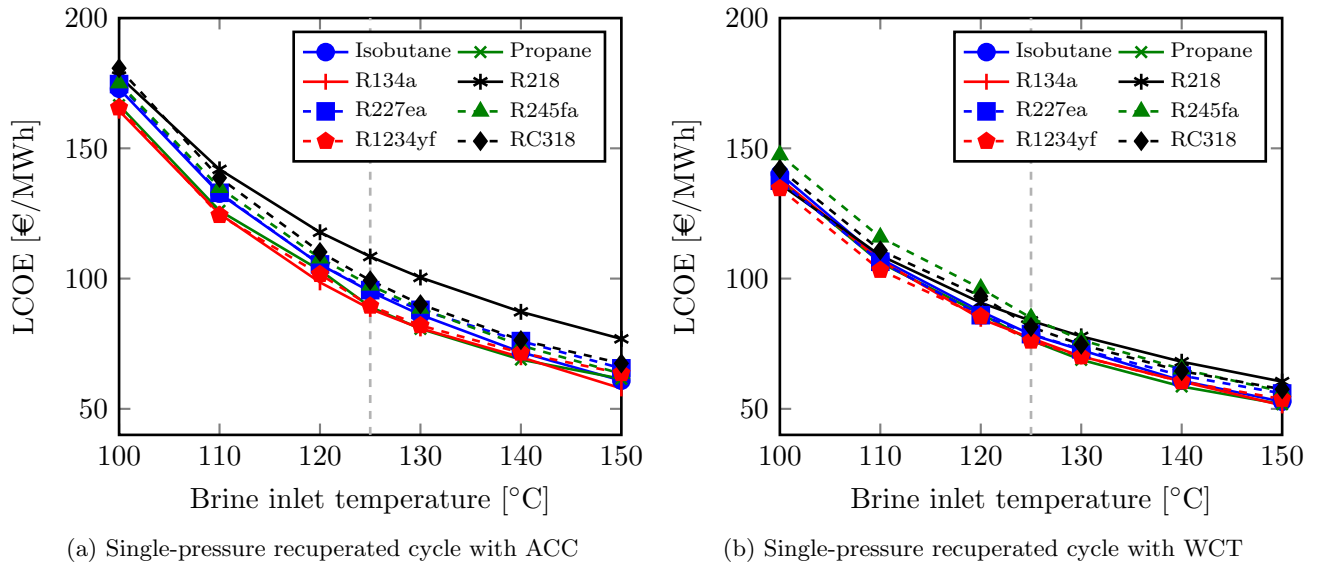 200
150
100
50
LCOE [€/MWh]
Isobutane Propane
R134a R218
R227ea R245fa
R1234yf RC318
100 110 120 130 140 150
Brine inlet temperature [°C]
(a) Single-pressure recuperated cycle with ACC
200
150
100
50
LCOE [€/MWh]
Isobutane Propane
R134a R218
R227ea R245fa
R1234yf RC318
100 110 120 130 140 150
Brine inlet temperature [°C]
(b) Single-pressure recuperated cycle with WCT